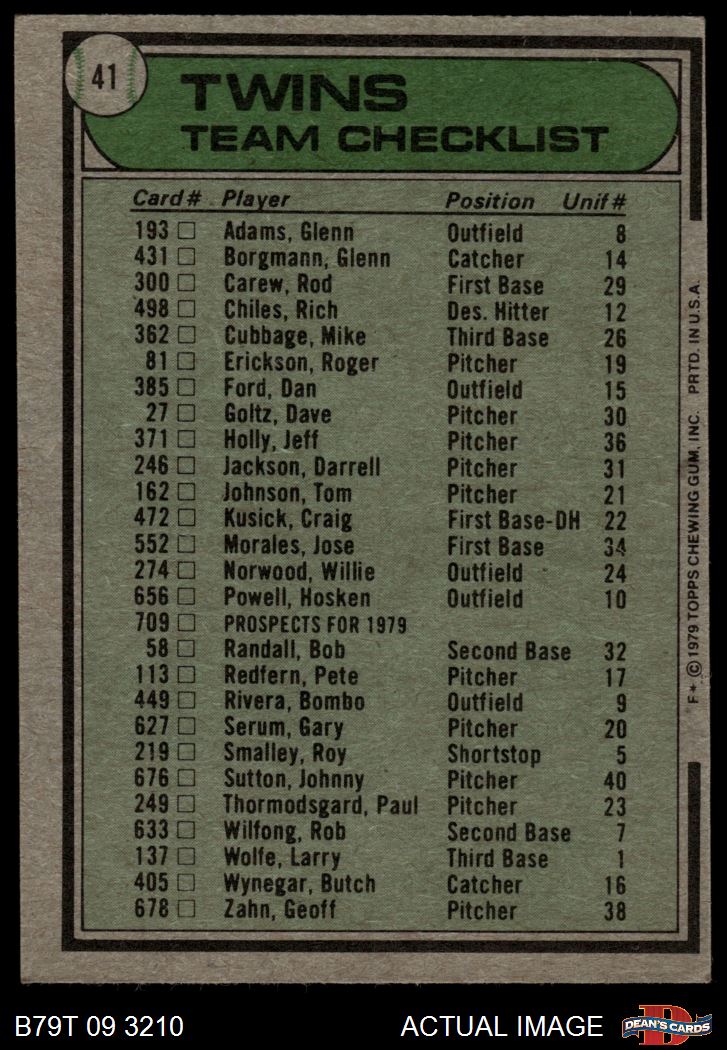 41
TWINS
TEAM CHECKLIST
Card # Player Position Unif #
193 □ Adams, Glenn Outfield 8
431 □ Borgmann, Glenn Catcher 14
300 □ Carew, Rod First Base 29
498 □ Chiles, Rich Des. Hitter 12
362 □ Cubbage, Mike Third Base 26
81 □ Erickson, Roger Pitcher 19
385 □ Ford, Dan Outfield 15
27 □ Goltz, Dave Pitcher 30
371 □ Holly, Jeff Pitcher 36
246 □ Jackson, Darrell Pitcher 31
162 □ Johnson, Tom Pitcher 21
472 □ Kusick, Craig First Base-DH 22
552 □ Morales, Jose First Base 34
274 □ Norwood, Willie Outfield 24
656 □ Powell, Hosken Outfield 10
709 □ PROSPECTS FOR 1979
58 □ Randall, Bob Second Base 32
113 □ Redfern, Pete Pitcher 17
449 □ Rivera, Bombo Outfield 9
627 □ Serum, Gary Pitcher 20
219 □ Smalley, Roy Shortstop 5
676 □ Sutton, Johnny Pitcher 40
249 □ Thormodsgard, Paul Pitcher 23
633 □ Wilfong, Rob Second Base 7
137 □ Wolfe, Larry Third Base 1
405 □ Wynegar, Butch Catcher 16
678 □ Zahn, Geoff Pitcher 38
F* © 1979 TOPPS CHEWING GUM, INC. PRTD. IN U.S.A.
B79T 09 3210 ACTUAL IMAGE
D
DEAN'S CARDS